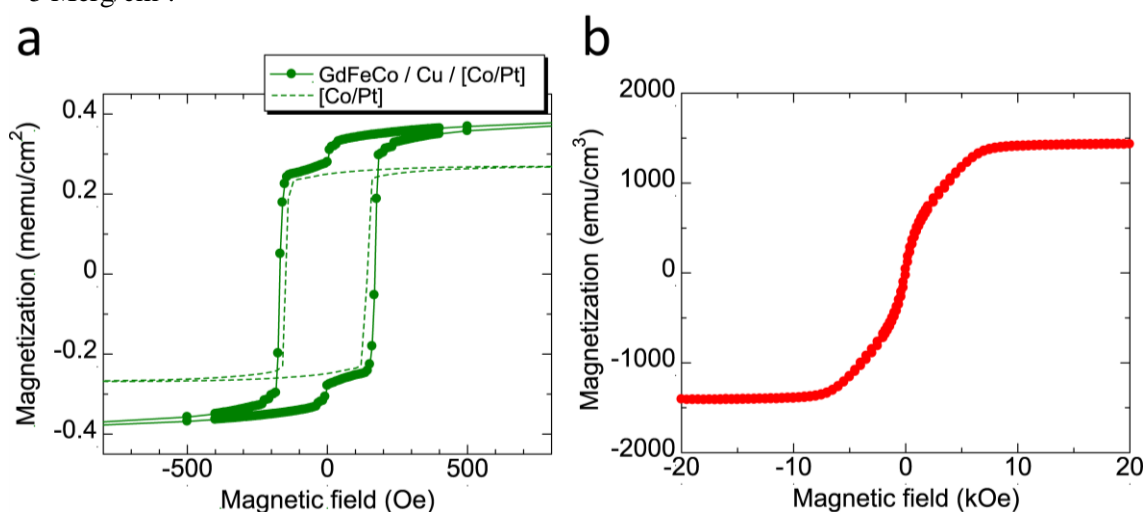 a
b
GdFeCo / Cu / [Co/Pt]
[Co/Pt]
Magnetization (memu/cm²)
0.4
0.2
0
-0.2
-0.4
-500
0
500
Magnetic field (Oe)
Magnetization (emu/cm³)
2000
1000
0
-1000
-2000
-20
-10
0
10
20
Magnetic field (kOe)